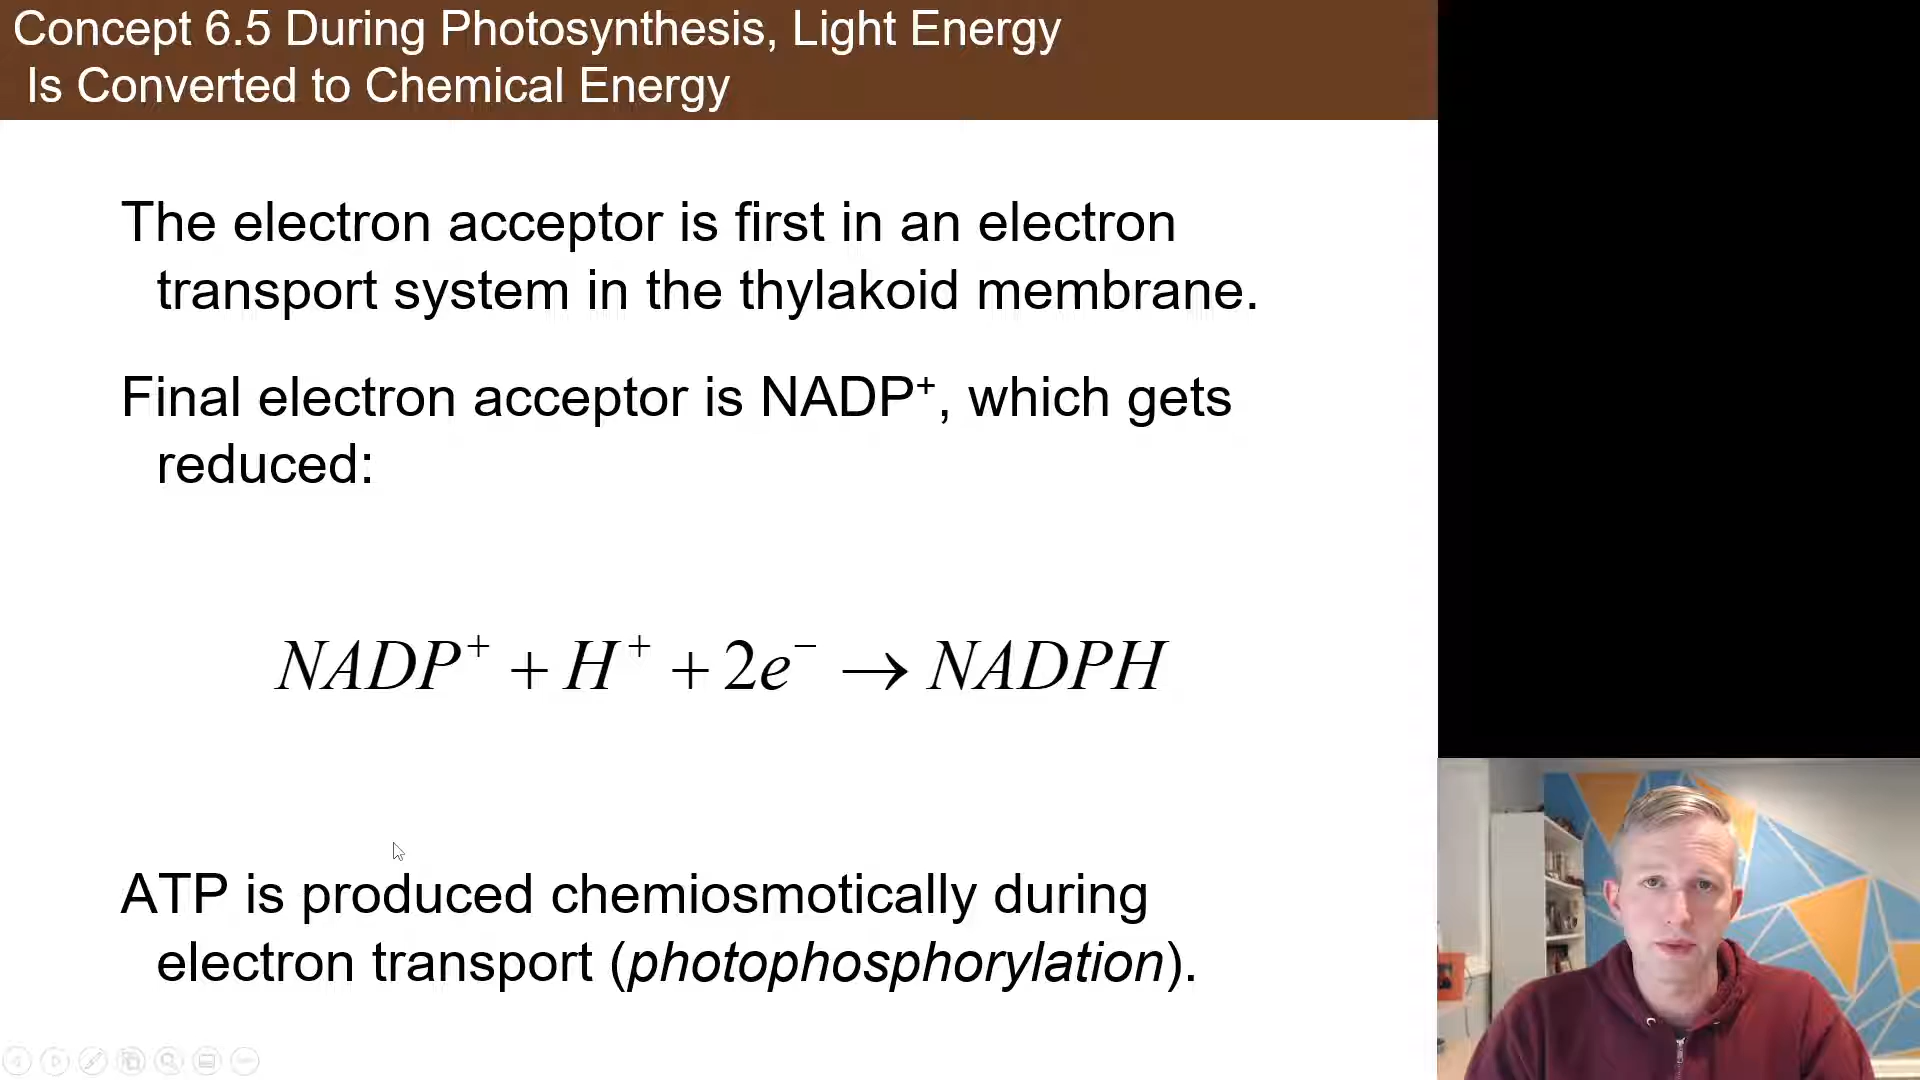 Concept 6.5 During Photosynthesis, Light Energy
Is Converted to Chemical Energy
The electron acceptor is first in an electron
transport system in the thylakoid membrane.
Final electron acceptor is NADP⁺, which gets
reduced:
NADP⁺ + H⁺ + 2e⁻ → NADPH
ATP is produced chemiosmotically during
electron transport (photophosphorylation).